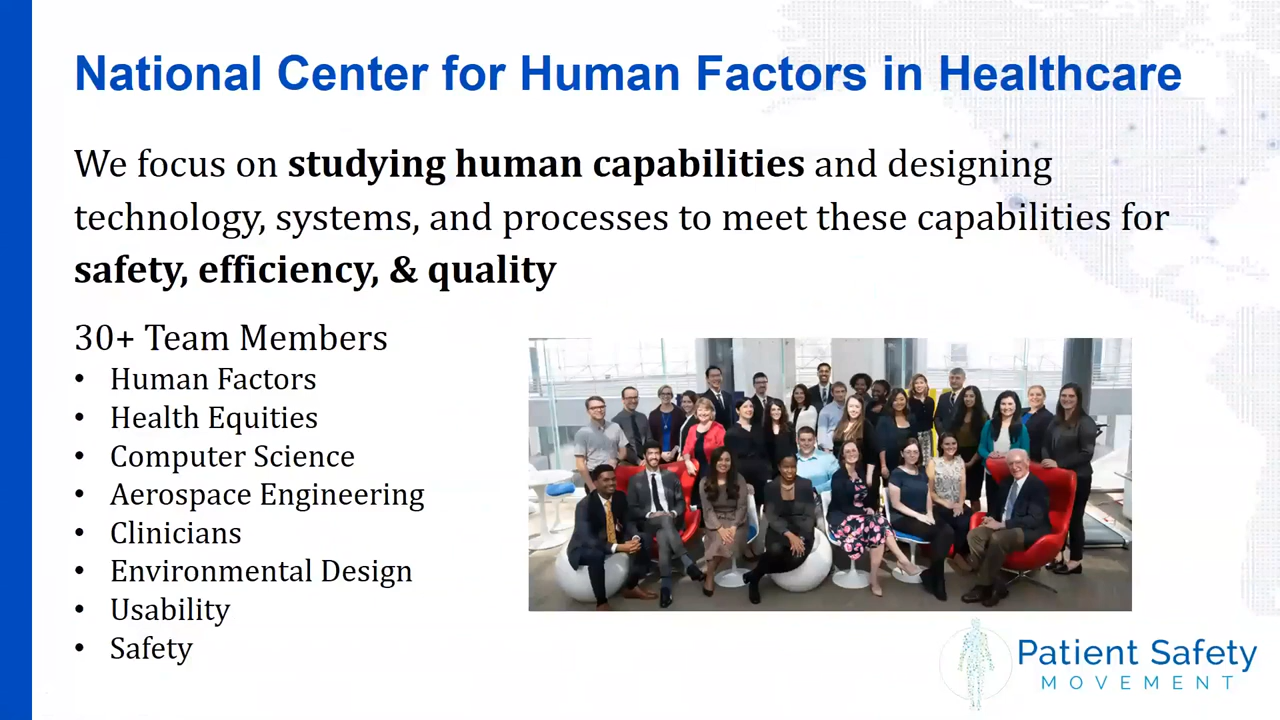 National Center for Human Factors in Healthcare
We focus on studying human capabilities and designing
technology, systems, and processes to meet these capabilities for
safety, efficiency, & quality
30+ Team Members
• Human Factors
• Health Equities
• Computer Science
• Aerospace Engineering
• Clinicians
• Environmental Design
• Usability
• Safety
Patient Safety
MOVEMENT